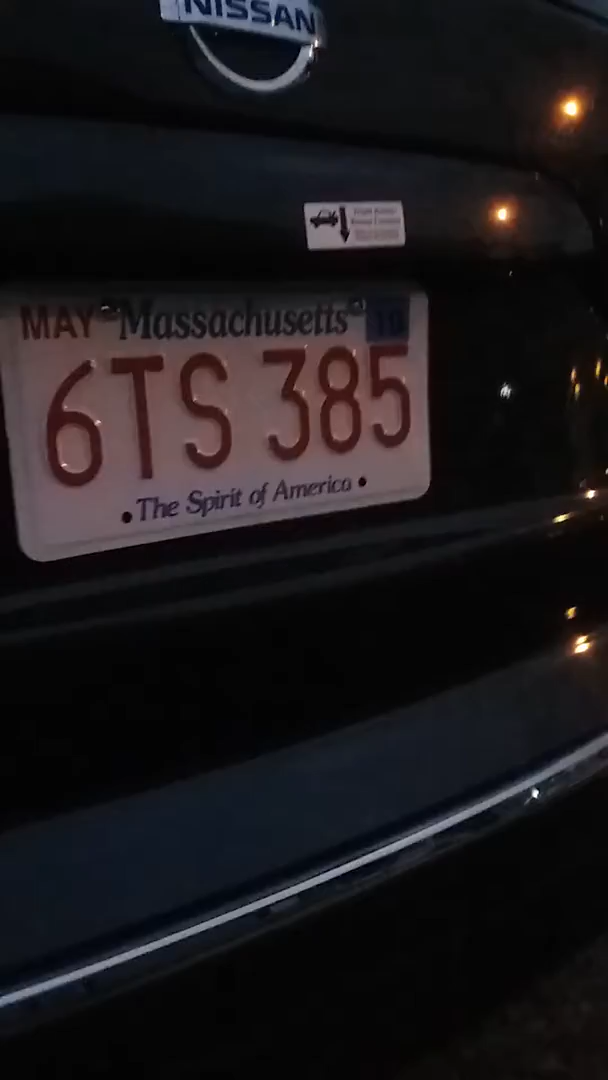 NISSAN
MAY Massachusetts
6TS 385
•The Spirit of America•